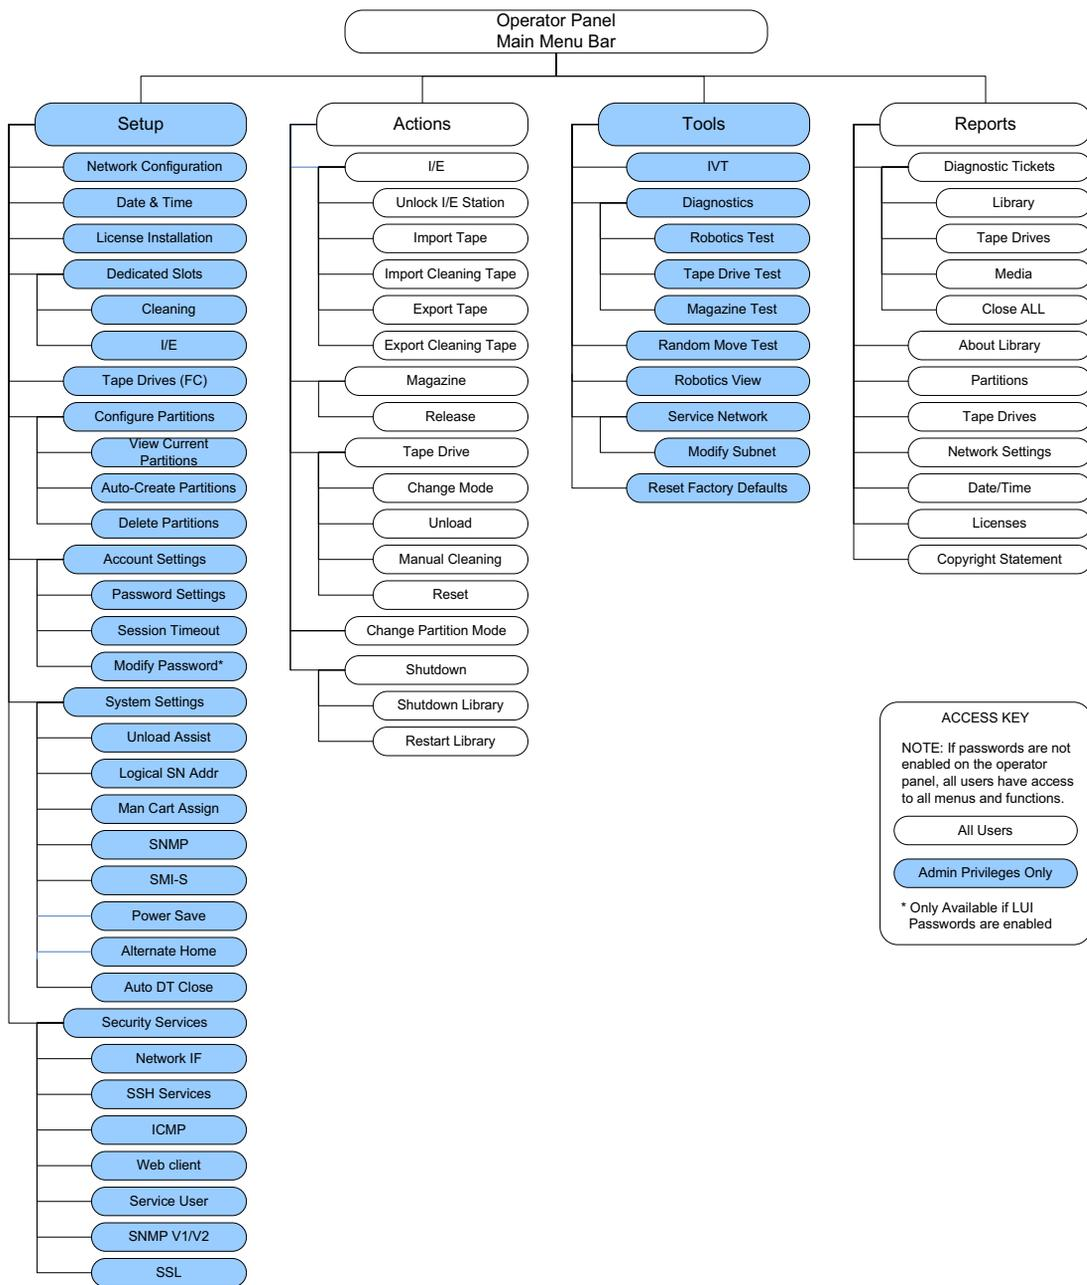 Operator Panel
Main Menu Bar
Setup
Network Configuration
Date & Time
License Installation
Dedicated Slots
Cleaning
I/E
Tape Drives (FC)
Configure Partitions
View Current
Partitions
Auto-Create Partitions
Delete Partitions
Account Settings
Password Settings
Session Timeout
Modify Password*
System Settings
Unload Assist
Logical SN Addr
Man Cart Assign
SNMP
SMI-S
Power Save
Alternate Home
Auto DT Close
Security Services
Network IF
SSH Services
ICMP
Web client
Service User
SNMP V1/V2
SSL
Actions
I/E
Unlock I/E Station
Import Tape
Import Cleaning Tape
Export Tape
Export Cleaning Tape
Magazine
Release
Tape Drive
Change Mode
Unload
Manual Cleaning
Reset
Change Partition Mode
Shutdown
Shutdown Library
Restart Library
Tools
IVT
Diagnostics
Robotics Test
Tape Drive Test
Magazine Test
Random Move Test
Robotics View
Service Network
Modify Subnet
Reset Factory Defaults
Reports
Diagnostic Tickets
Library
Tape Drives
Media
Close ALL
About Library
Partitions
Tape Drives
Network Settings
Date/Time
Licenses
Copyright Statement
ACCESS KEY
NOTE: If passwords are not
enabled on the operator
panel, all users have access
to all menus and functions.
All Users
Admin Privileges Only
* Only Available if LUI
Passwords are enabled